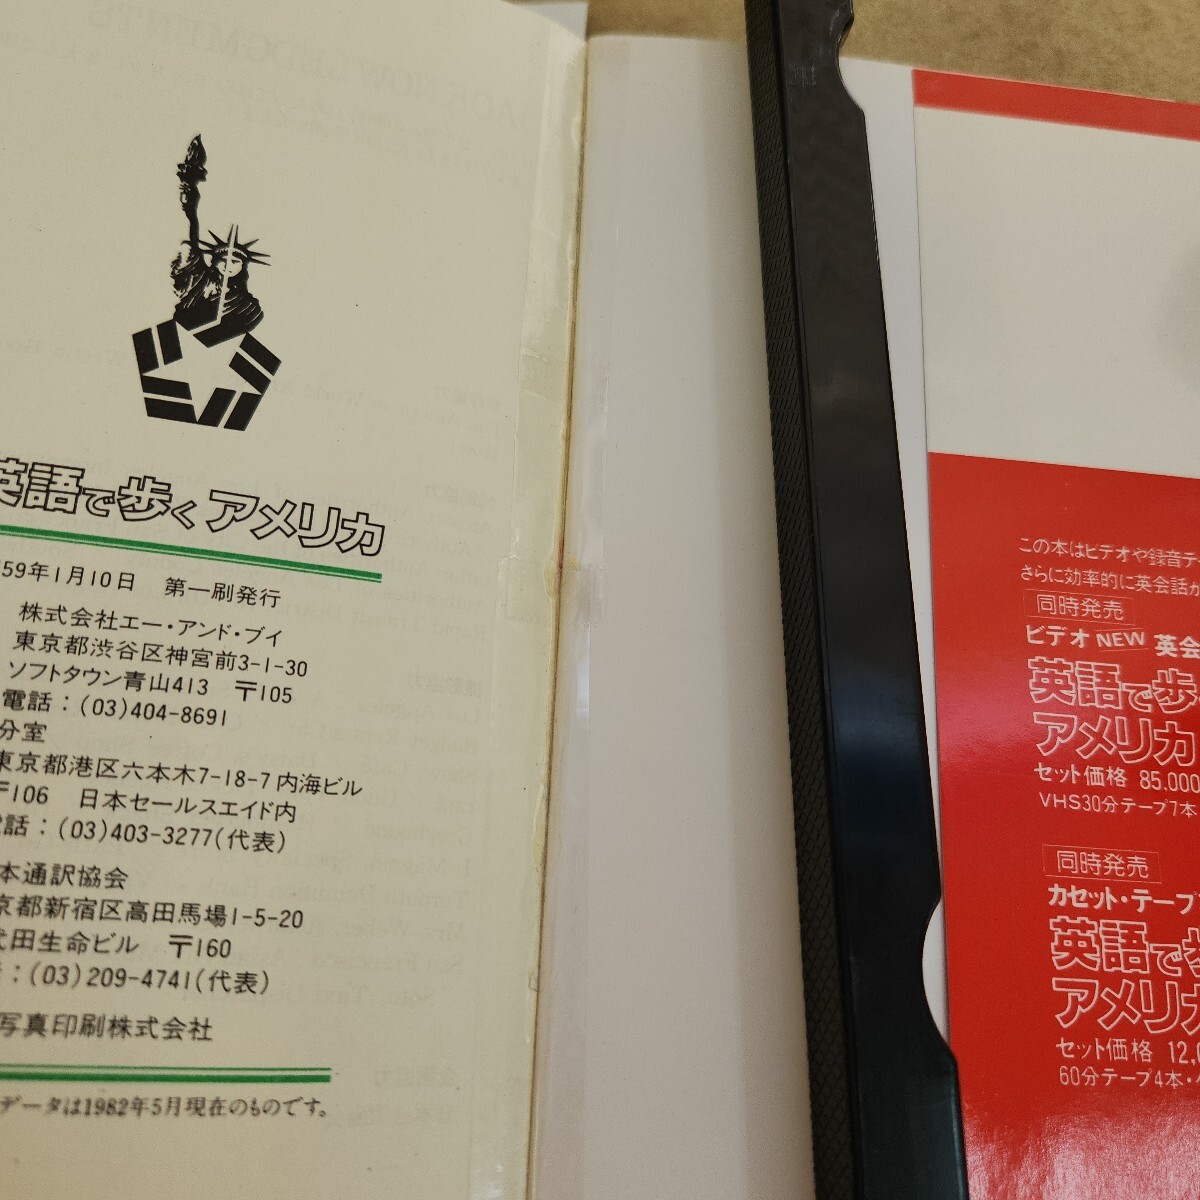 英語で歩くアメリカ
59年1月10日 第一刷発行
株式会社エー・アンド・ブイ
東京都渋谷区神宮前3-1-30
ソフトタウン青山413 〒105
電話:(03)404-8691
分室
東京都港区六本木7-18-7内海ビル
〒106 日本セールスエイド内
電話:(03)403-3277(代表)
本通訳協会
京都新宿区高田馬場1-5-20
田生命ビル 〒160
:(03)209-4741(代表)
写真印刷株式会社
データは1982年5月現在のものです。
この本はビデオや録音テー
さらに効率的に英会話が
同時発売
ビデオ NEW 英会
英語で歩
アメリカ
セット価格 85,000
VHS30分テープ7本
同時発売
カセット・テープ
英語で歩
アメリカ
セット価格 12,0
60分テープ4本・